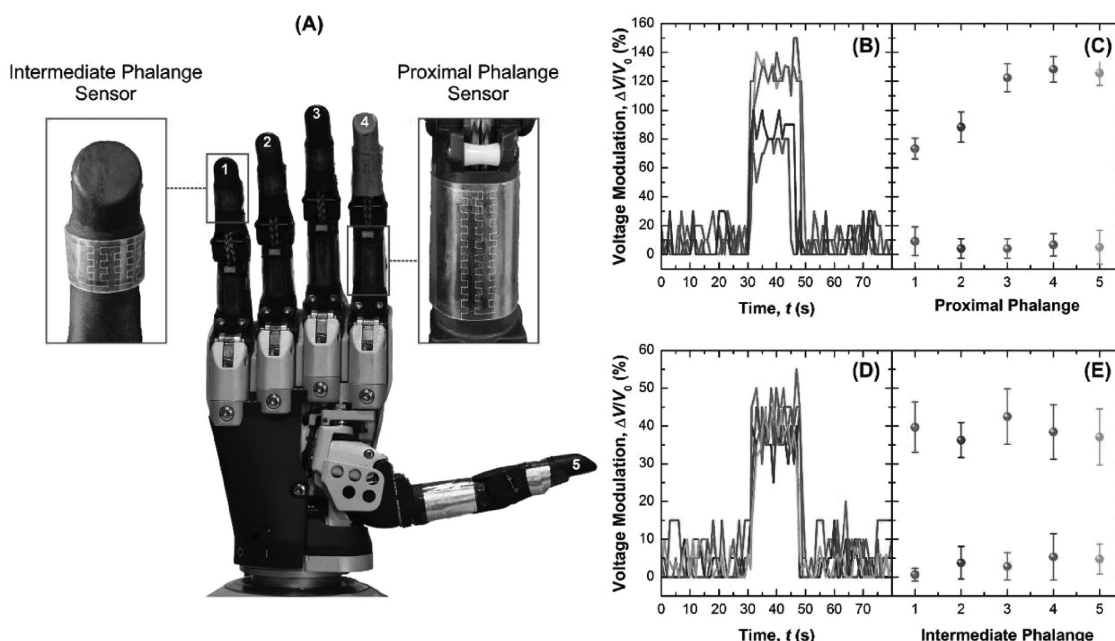 (A)
Intermediate Phalange
Sensor
Proximal Phalange
Sensor
1
2
3
4
5
(B)
Voltage Modulation, ΔV/V0 (%)
160
140
120
100
80
60
40
20
0
0 10 20 30 40 50 60 70 80
Time, t (s)
(C)
1 2 3 4 5
Proximal Phalange
(D)
Voltage Modulation, ΔV/V0 (%)
60
50
40
30
20
10
0
0 10 20 30 40 50 60 70 80
Time, t (s)
(E)
1 2 3 4 5
Intermediate Phalange